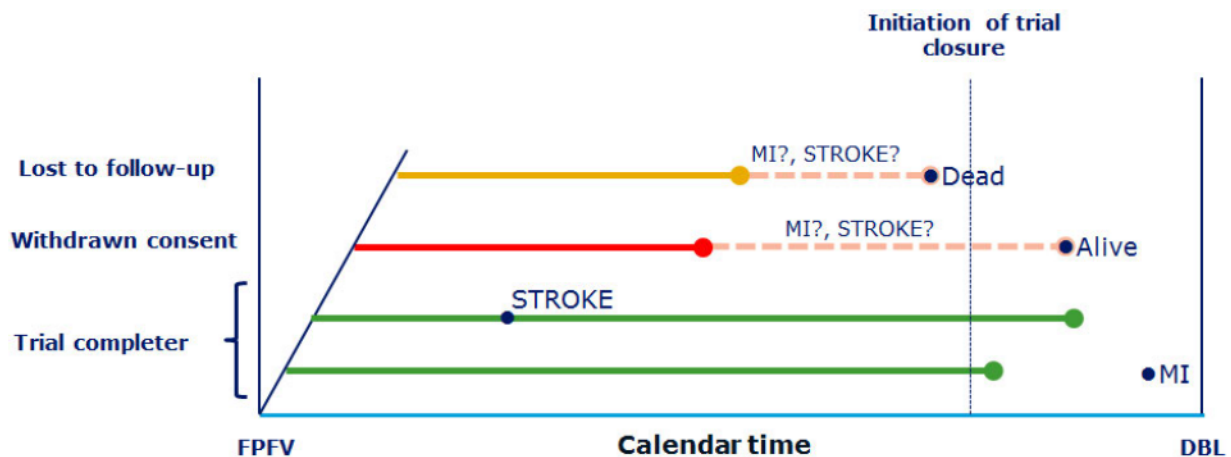 Initiation of trial
closure
Lost to follow-up
MI?, STROKE?
Dead
Withdrawn consent
MI?, STROKE?
Alive
STROKE
Trial completer
MI
FPFV
Calendar time
DBL